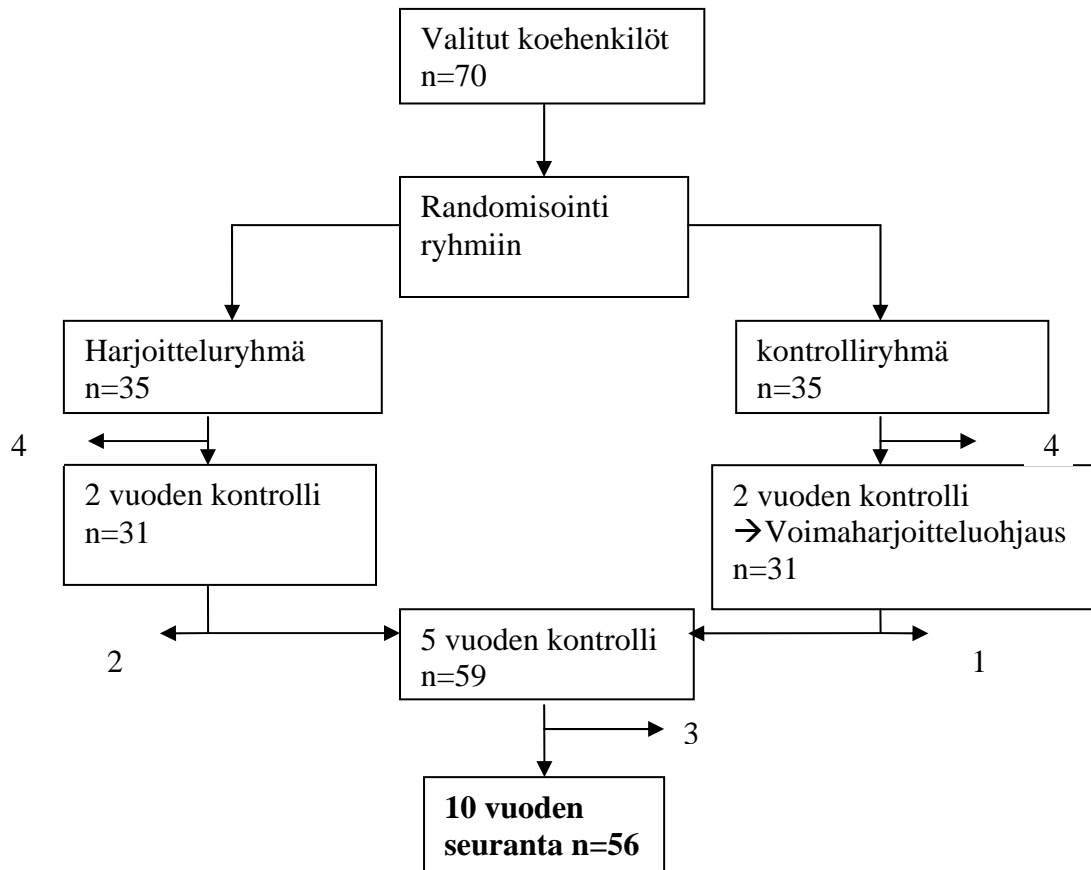 Valitut koehenkilöt
n=70
Randomisointi
ryhmiin
Harjoitteluryhmä
n=35
kontrolliryhmä
n=35
4
4
2 vuoden kontrolli
n=31
2 vuoden kontrolli
→Voimaharjoitteluohjaus
n=31
2
5 vuoden kontrolli
n=59
1
3
10 vuoden
seuranta n=56